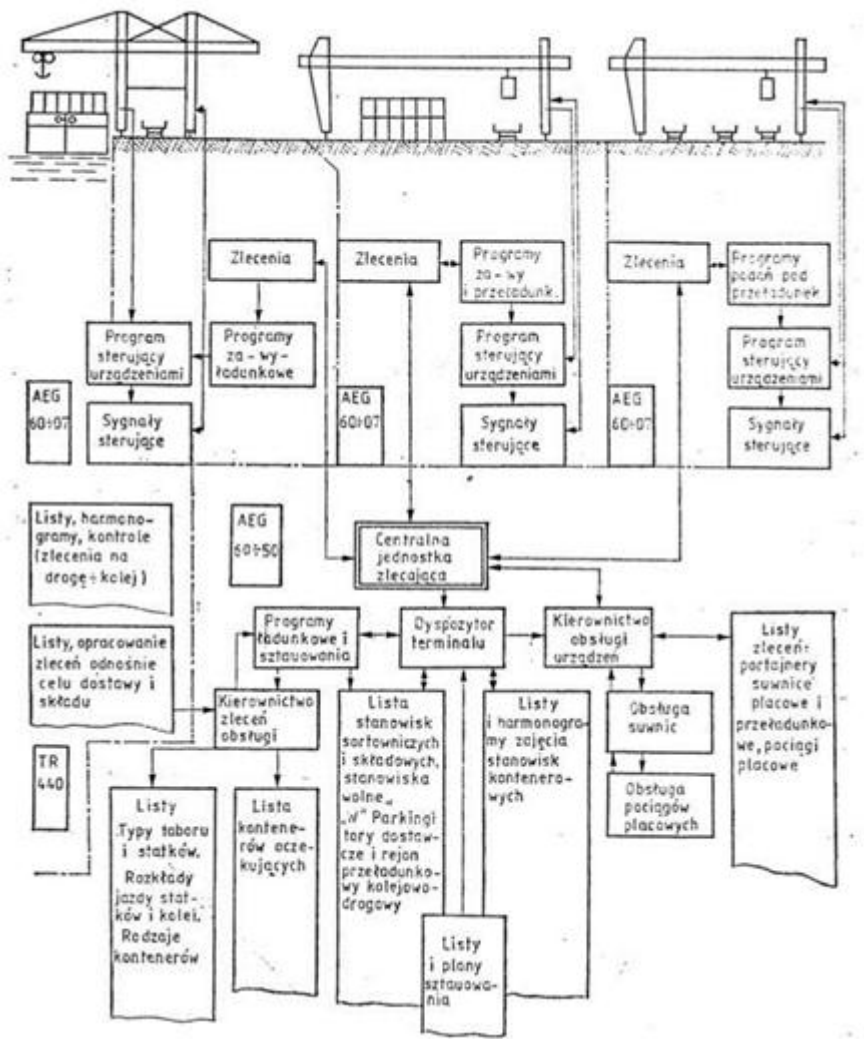 Zlecenia
Zlecenia
Programy
za-wy
i przeładunk.
Zlecenia
Programy
podań pod
przeładunek
Program
sterujący
urządzeniami
Programy
za-wy-
ładunkowe
Program
sterujący
urządzeniami
Program
sterujący
urządzeniami
AEG
60÷07
Sygnały
sterujące
AEG
60÷07
Sygnały
sterujące
AEG
60÷07
Sygnały
sterujące
Listy, harmono-
gramy, kontrole
(zlecenia na
drogę÷kolej)
AEG
60÷50
Centralna
jednostka
zlecająca
Listy, opracowanie
zleceń odnośnie
celu dostawy i
składu
Programy
ładunkowe i
sztauowania
Dyspozytor
terminalu
Kierownictwo
obsługi
urządzeń
Listy
zleceń:
portajnery
suwnice
placowe i
przeładunko-
we, pociągi
placowe
Kierownictwo
zleceń
obsługi
Lista
stanowisk
sortowniczych
i składowych,
stanowiska
wolne,
„W" Parkingi
tory dostaw-
cze i rejon
przeładunko-
wy kolejowo-
drogowy
Listy
i harmonogra-
my zajęcia
stanowisk
kontenero-
wych
Obsługa
suwnic
Obsługa
pociągów
placowych
TR
440
Listy
Typy taboru
i statków.
Rozkłady
jazdy stat-
ków i kolei.
Rodzaje
kontenerów
Lista
kontene-
rów ocze-
kujących
Listy
i plany
sztauowa-
nia